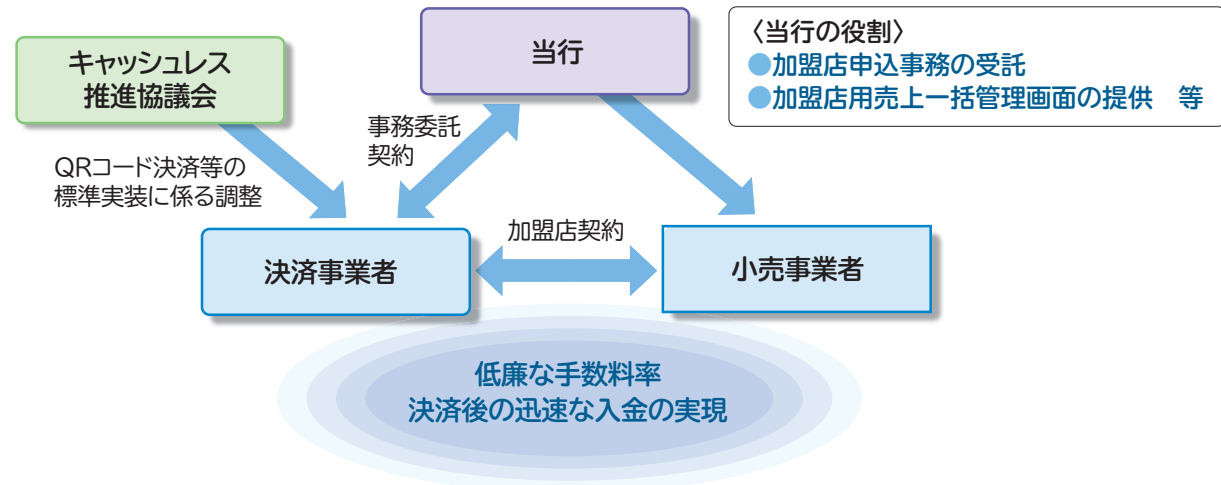 キャッシュレス
推進協議会
当行
〈当行の役割〉
●加盟店申込事務の受託
●加盟店用売上一括管理画面の提供　等
事務委託
契約
QRコード決済等の
標準実装に係る調整
加盟店契約
決済事業者
小売事業者
低廉な手数料率
決済後の迅速な入金の実現